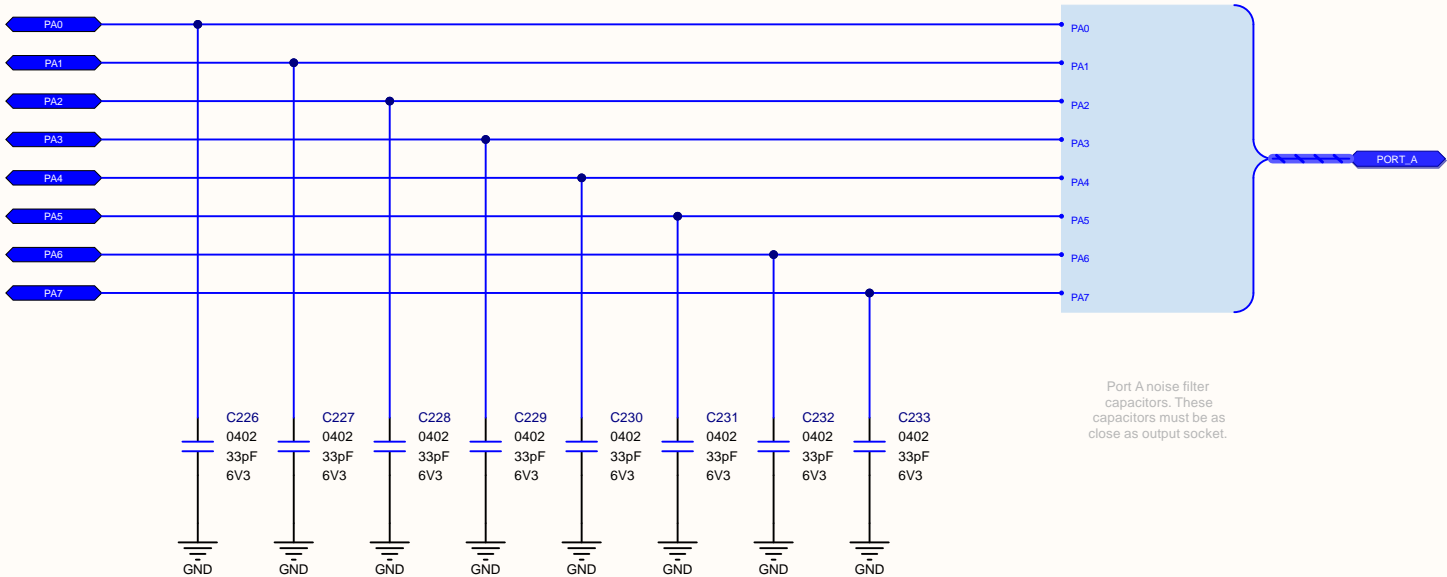 PA0
PA0
PA1
PA1
PA2
PA2
PA3
PA3
PORT_A
PA4
PA4
PA5
PA5
PA6
PA6
PA7
PA7
Port A noise filter
capacitors. These
capacitors must be as
close as output socket.
C226
0402
33pF
6V3
C227
0402
33pF
6V3
C228
0402
33pF
6V3
C229
0402
33pF
6V3
C230
0402
33pF
6V3
C231
0402
33pF
6V3
C232
0402
33pF
6V3
C233
0402
33pF
6V3
GND
GND
GND
GND
GND
GND
GND
GND